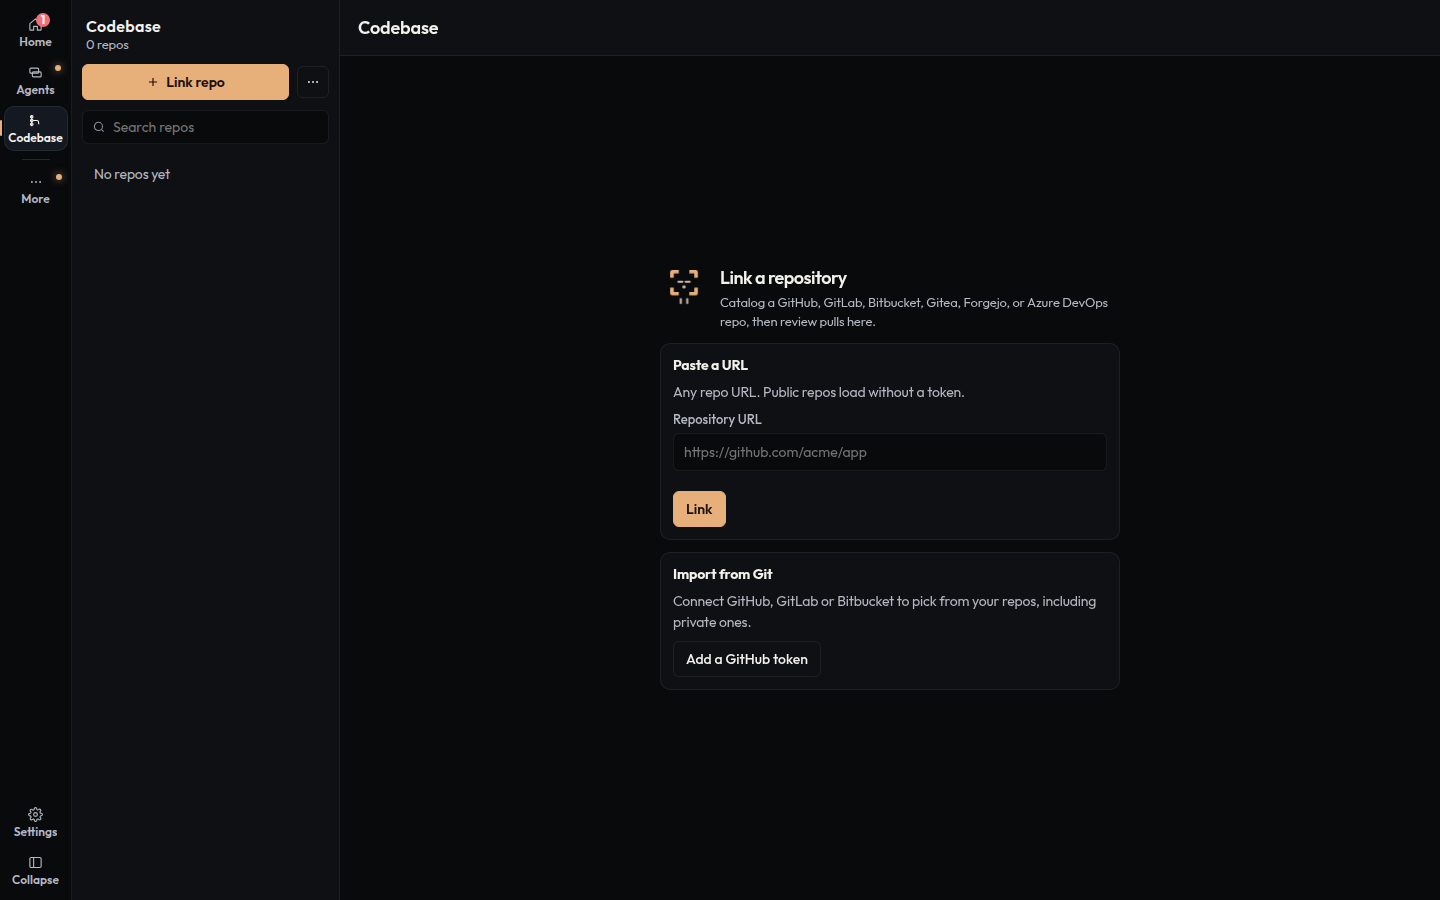 1
Home
Agents
Codebase
More
Settings
Collapse
Codebase
0 repos
Link repo
Search repos
No repos yet
Codebase
Link a repository
Catalog a GitHub, GitLab, Bitbucket, Gitea, Forgejo, or Azure DevOps
repo, then review pulls here.
Paste a URL
Any repo URL. Public repos load without a token.
Repository URL
https://github.com/acme/app
Link
Import from Git
Connect GitHub, GitLab or Bitbucket to pick from your repos, including
private ones.
Add a GitHub token